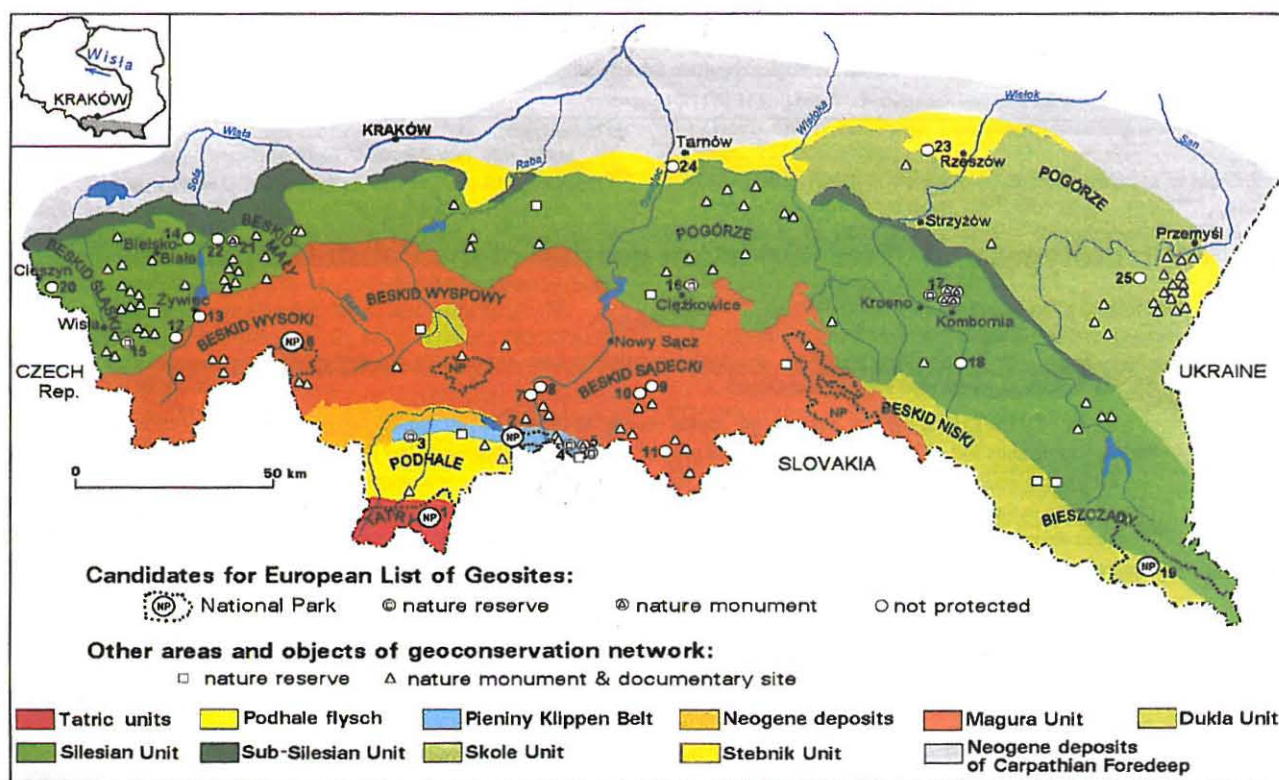 Wisła
KRAKÓW
Wisła
KRAKÓW
Soła
Raba
Dunajec
Tarnów
24
Wisłoka
Wisłok
23
Rzeszów
San
POGÓRZE
Strzyżów
Przemyśl
25
BESKID ŚLĄSKI
Bielsko-
Biała
14
22
21
BESKID MAŁY
Cieszyn
20
Żywiec
13
Wisła
12
15
BESKID WYSOKI
NP 6
BESKID WYSPOWY
POGÓRZE
16
Ciężkowice
17
Krosno
Kombornia
18
Nowy Sącz
NP
BESKID SĄDECKI
7
8
10
9
11
NP
CZECH
Rep.
UKRAINE
BESKID NISKI
SLOVAKIA
BIESZCZADY
NP 19
2
NP
3
4
5
PODHALE
TATRY
NP 1
0 50 km
Candidates for European List of Geosites:
NP National Park nature reserve nature monument not protected
Other areas and objects of geoconservation network:
nature reserve nature monument & documentary site
Tatric units Podhale flysch Pieniny Klippen Belt Neogene deposits Magura Unit Dukla Unit
Silesian Unit Sub-Silesian Unit Skole Unit Stebnik Unit Neogene deposits
of Carpathian Foredeep